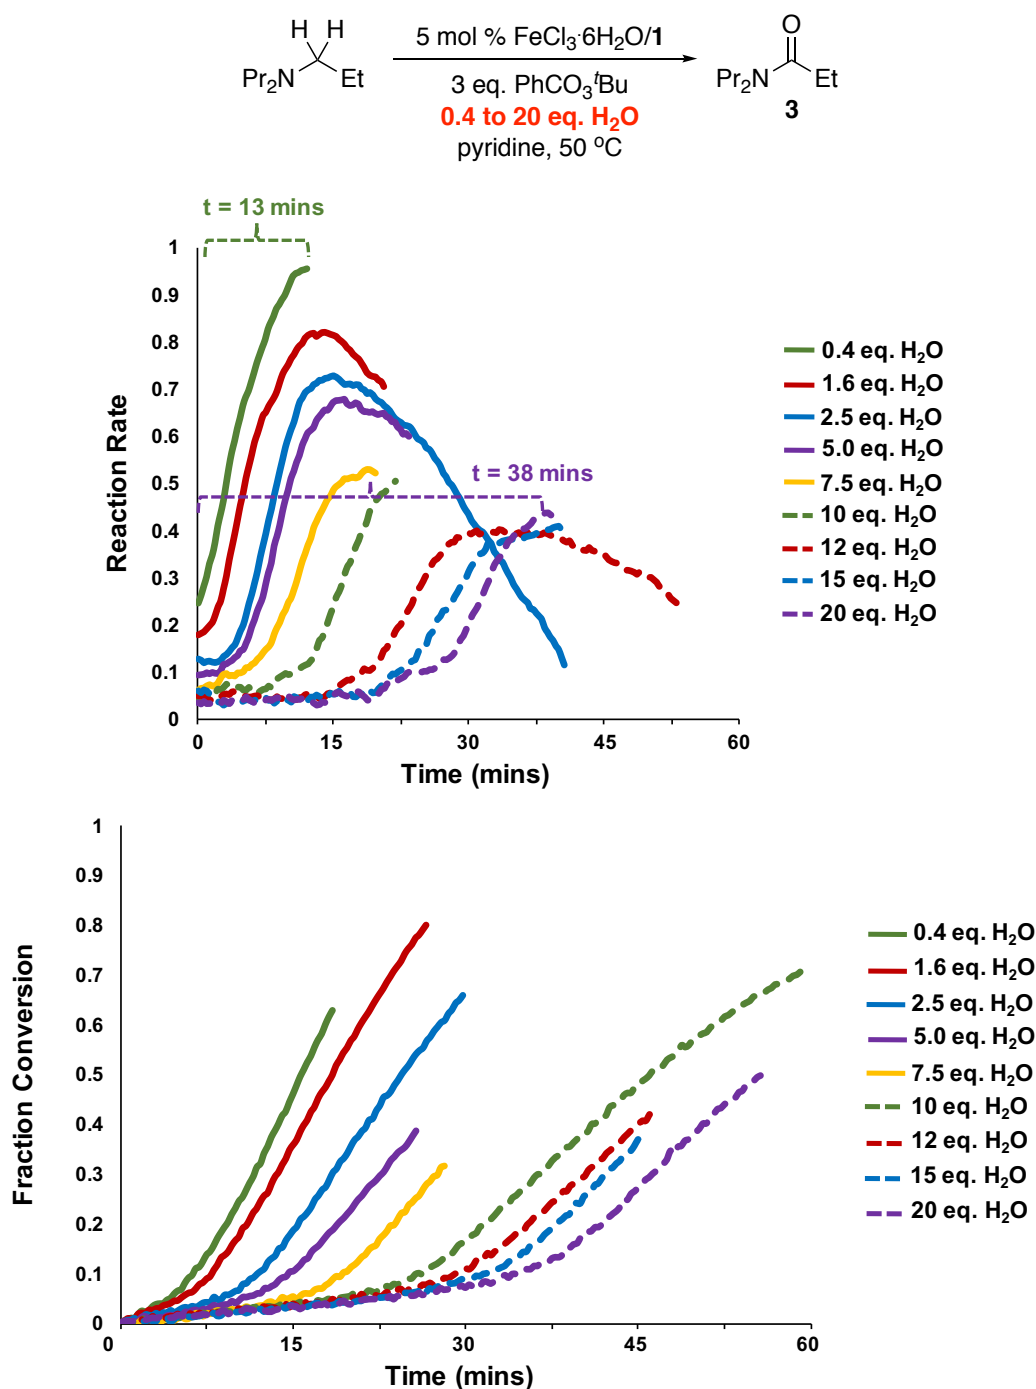 H H
Pr₂N Et
5 mol % FeCl₃·6H₂O/1
3 eq. PhCO₃ᵗBu
0.4 to 20 eq. H₂O
pyridine, 50 ºC
O
Pr₂N Et
3
t = 13 mins
1
0.9
0.8
0.7
0.6
0.5
0.4
0.3
0.2
0.1
0
Reaction Rate
t = 38 mins
0 15 30 45 60
Time (mins)
0.4 eq. H₂O
1.6 eq. H₂O
2.5 eq. H₂O
5.0 eq. H₂O
7.5 eq. H₂O
10 eq. H₂O
12 eq. H₂O
15 eq. H₂O
20 eq. H₂O
1
0.9
0.8
0.7
0.6
0.5
0.4
0.3
0.2
0.1
0
Fraction Conversion
0 15 30 45 60
Time (mins)
0.4 eq. H₂O
1.6 eq. H₂O
2.5 eq. H₂O
5.0 eq. H₂O
7.5 eq. H₂O
10 eq. H₂O
12 eq. H₂O
15 eq. H₂O
20 eq. H₂O